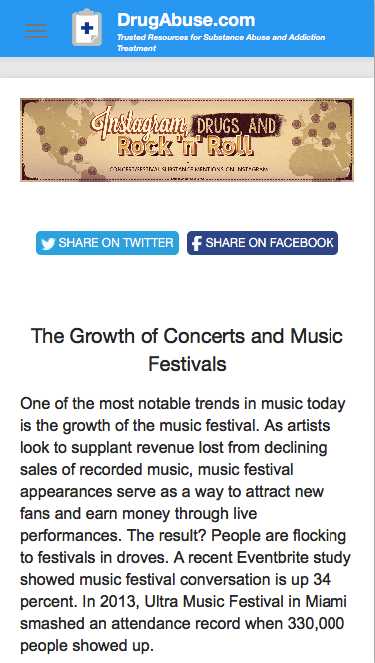 DrugAbuse.com
Trusted Resources for Substance Abuse and Addiction
Treatment
Instagram, DRUGS, AND
Rock 'n' Roll
CONCERT/FESTIVAL SUBSTANCE MENTIONS ON INSTAGRAM
SHARE ON TWITTER
SHARE ON FACEBOOK
The Growth of Concerts and Music
Festivals
One of the most notable trends in music today
is the growth of the music festival. As artists
look to supplant revenue lost from declining
sales of recorded music, music festival
appearances serve as a way to attract new
fans and earn money through live
performances. The result? People are flocking
to festivals in droves. A recent Eventbrite study
showed music festival conversation is up 34
percent. In 2013, Ultra Music Festival in Miami
smashed an attendance record when 330,000
people showed up.